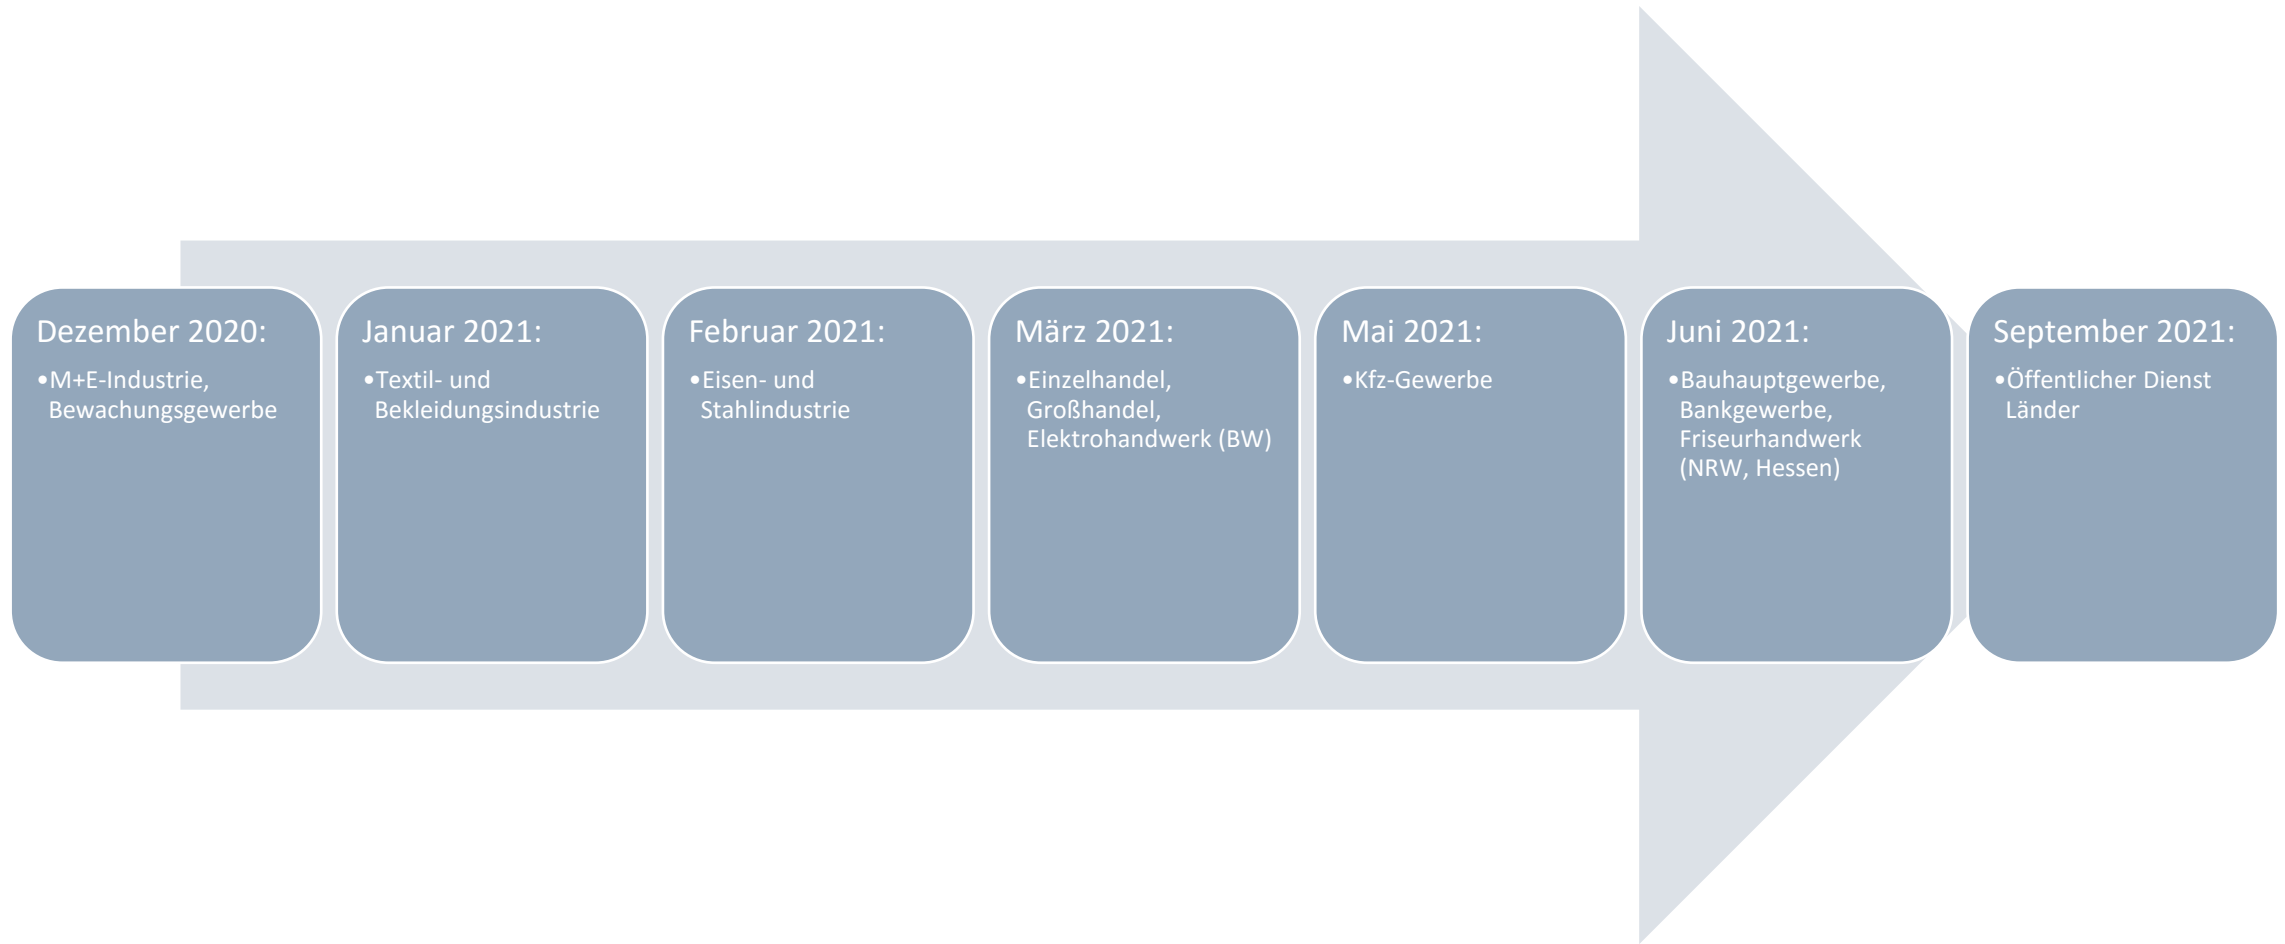 Dezember 2020:
•M+E-Industrie,
Bewachungsgewerbe
Januar 2021:
•Textil- und
Bekleidungsindustrie
Februar 2021:
•Eisen- und
Stahlindustrie
März 2021:
•Einzelhandel,
Großhandel,
Elektrohandwerk (BW)
Mai 2021:
•Kfz-Gewerbe
Juni 2021:
•Bauhauptgewerbe,
Bankgewerbe,
Friseurhandwerk
(NRW, Hessen)
September 2021:
•Öffentlicher Dienst
Länder